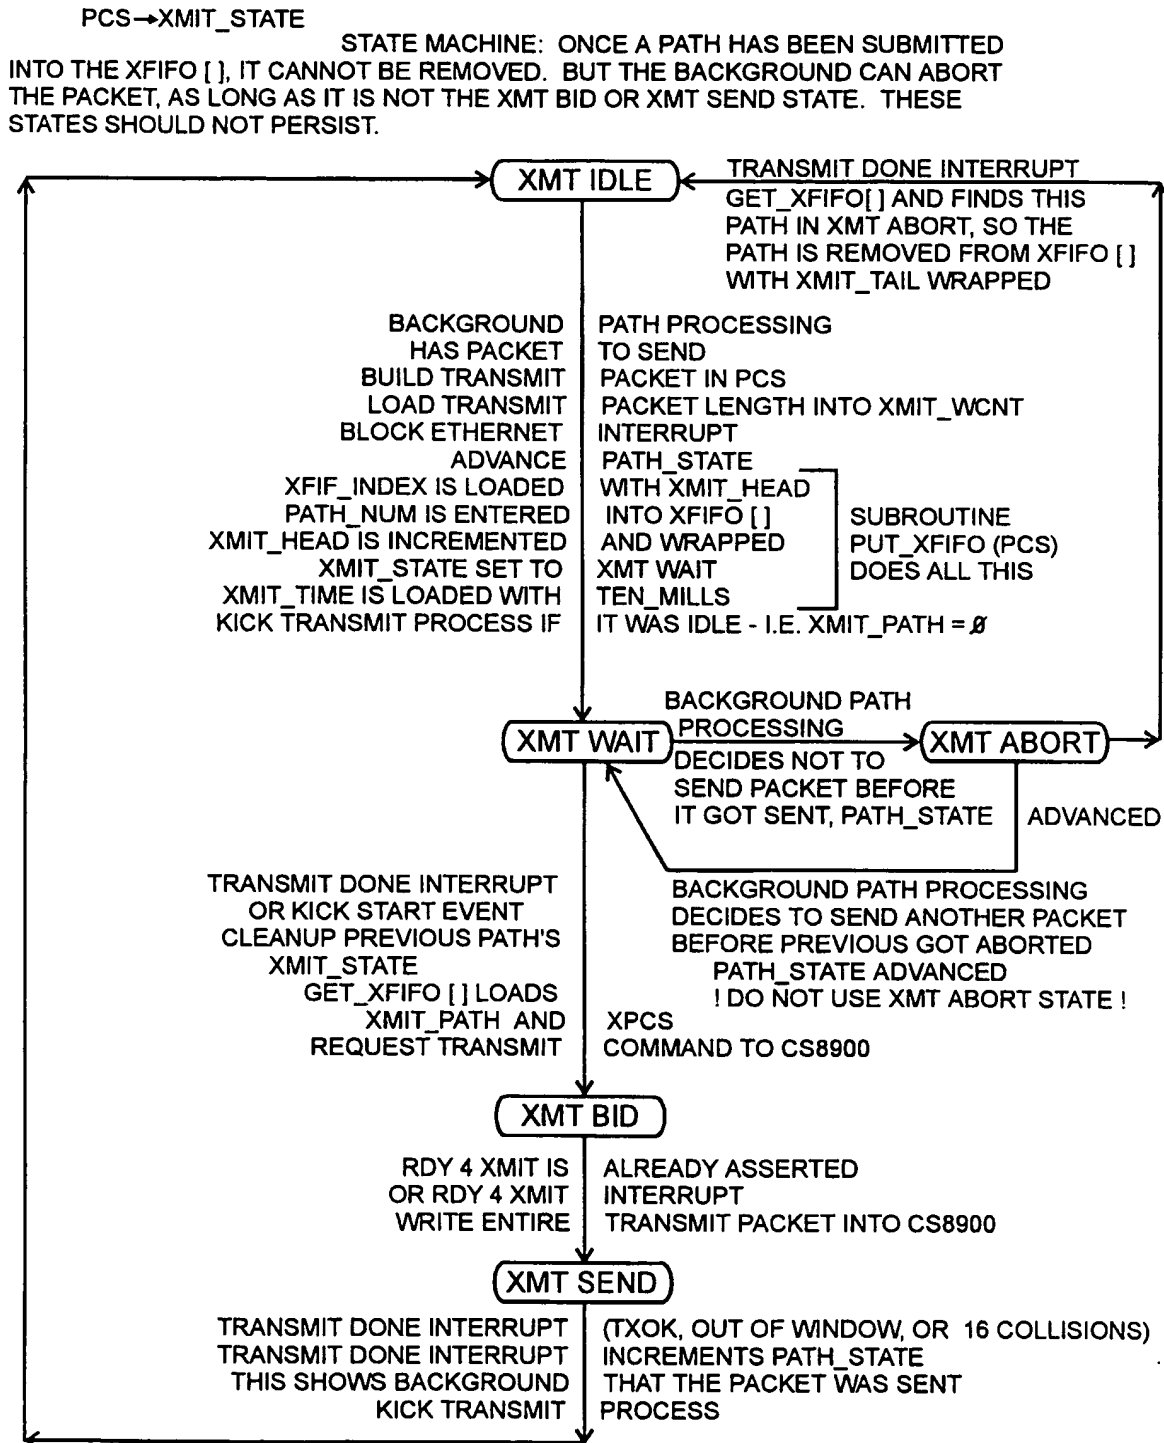 PCS→XMIT_STATE
STATE MACHINE: ONCE A PATH HAS BEEN SUBMITTED
INTO THE XFIFO [ ], IT CANNOT BE REMOVED. BUT THE BACKGROUND CAN ABORT
THE PACKET, AS LONG AS IT IS NOT THE XMT BID OR XMT SEND STATE. THESE
STATES SHOULD NOT PERSIST.
XMT IDLE
TRANSMIT DONE INTERRUPT
GET_XFIFO[ ] AND FINDS THIS
PATH IN XMT ABORT, SO THE
PATH IS REMOVED FROM XFIFO [ ]
WITH XMIT_TAIL WRAPPED
BACKGROUND PATH PROCESSING
HAS PACKET TO SEND
BUILD TRANSMIT PACKET IN PCS
LOAD TRANSMIT PACKET LENGTH INTO XMIT_WCNT
BLOCK ETHERNET INTERRUPT
ADVANCE PATH_STATE
XFIF_INDEX IS LOADED WITH XMIT_HEAD
PATH_NUM IS ENTERED INTO XFIFO [ ]
XMIT_HEAD IS INCREMENTED AND WRAPPED
XMIT_STATE SET TO XMT WAIT
XMIT_TIME IS LOADED WITH TEN_MILLS
SUBROUTINE
PUT_XFIFO (PCS)
DOES ALL THIS
KICK TRANSMIT PROCESS IF IT WAS IDLE - I.E. XMIT_PATH = Ø
XMT WAIT
BACKGROUND PATH
PROCESSING
DECIDES NOT TO
SEND PACKET BEFORE
IT GOT SENT, PATH_STATE ADVANCED
XMT ABORT
BACKGROUND PATH PROCESSING
DECIDES TO SEND ANOTHER PACKET
BEFORE PREVIOUS GOT ABORTED
PATH_STATE ADVANCED
! DO NOT USE XMT ABORT STATE !
TRANSMIT DONE INTERRUPT
OR KICK START EVENT
CLEANUP PREVIOUS PATH'S
XMIT_STATE
GET_XFIFO [ ] LOADS
XMIT_PATH AND XPCS
REQUEST TRANSMIT COMMAND TO CS8900
XMT BID
RDY 4 XMIT IS ALREADY ASSERTED
OR RDY 4 XMIT INTERRUPT
WRITE ENTIRE TRANSMIT PACKET INTO CS8900
XMT SEND
TRANSMIT DONE INTERRUPT (TXOK, OUT OF WINDOW, OR 16 COLLISIONS)
TRANSMIT DONE INTERRUPT INCREMENTS PATH_STATE
THIS SHOWS BACKGROUND THAT THE PACKET WAS SENT
KICK TRANSMIT PROCESS